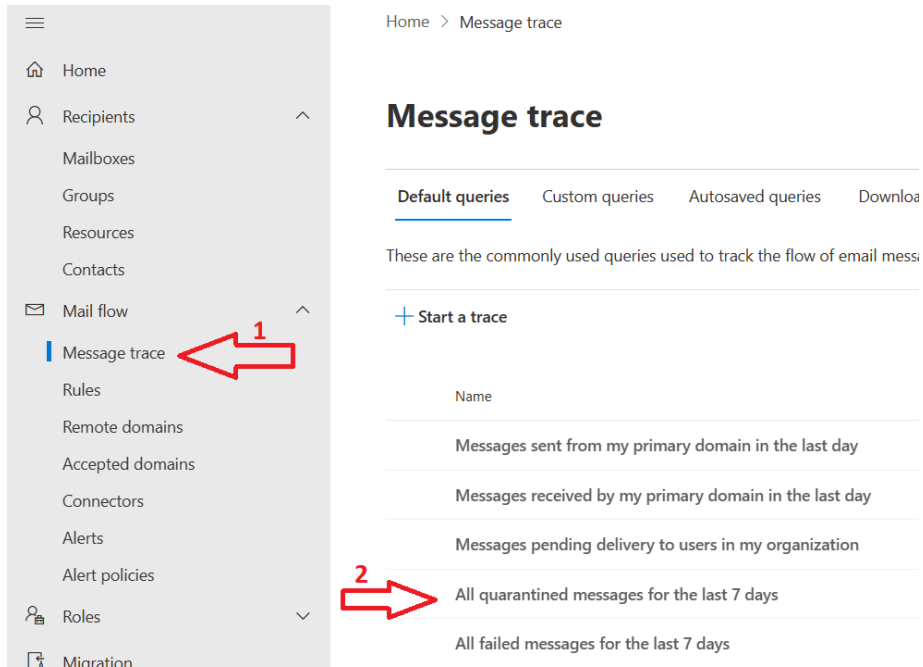 Home
Recipients
Mailboxes
Groups
Resources
Contacts
Mail flow
1
Message trace
Rules
Remote domains
Accepted domains
Connectors
Alerts
Alert policies
Roles
Migration
Home > Message trace
Message trace
Default queries Custom queries Autosaved queries Downloa
These are the commonly used queries used to track the flow of email messa
+ Start a trace
Name
Messages sent from my primary domain in the last day
Messages received by my primary domain in the last day
Messages pending delivery to users in my organization
2
All quarantined messages for the last 7 days
All failed messages for the last 7 days